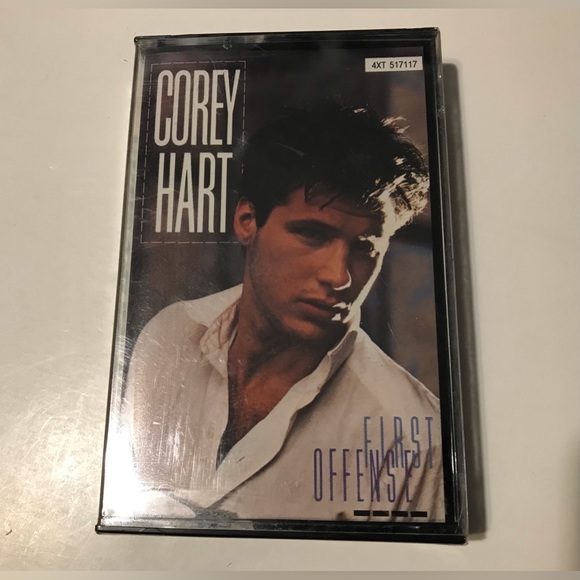 COREY
HART
4XT 517117
FIRST
OFFENSE